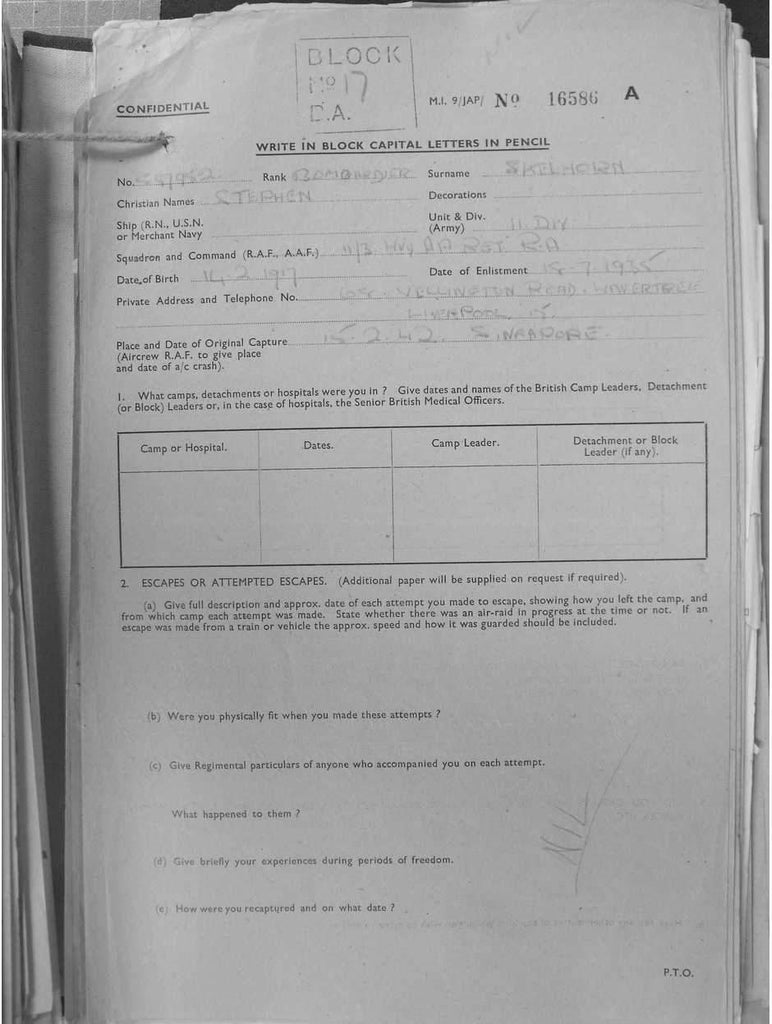 BLOCK
No 17
D.A.
CONFIDENTIAL
M.I. 9/JAP/ No 16586 A
WRITE IN BLOCK CAPITAL LETTERS IN PENCIL
No. Rank BOMBARDIER Surname SKELHORN
Christian Names STEPHEN Decorations
Ship (R.N., U.S.N. or Merchant Navy
Unit & Div. (Army) 11 DIV
Squadron and Command (R.A.F., A.A.F.) 11/3 HVY AA RGT. R.A
Date of Birth 14.2.1917 Date of Enlistment 15.7.1935
Private Address and Telephone No. WELLINGTON ROAD. WAVERTREE
LIVERPOOL 15.
Place and Date of Original Capture 15.2.42. SINGAPORE.
(Aircrew R.A.F. to give place
and date of a/c crash).
1. What camps, detachments or hospitals were you in ? Give dates and names of the British Camp Leaders, Detachment
(or Block) Leaders or, in the case of hospitals, the Senior British Medical Officers.
Camp or Hospital. Dates. Camp Leader. Detachment or Block Leader (if any).
2. ESCAPES OR ATTEMPTED ESCAPES. (Additional paper will be supplied on request if required).
(a) Give full description and approx. date of each attempt you made to escape, showing how you left the camp, and
from which camp each attempt was made. State whether there was an air-raid in progress at the time or not. If an
escape was made from a train or vehicle the approx. speed and how it was guarded should be included.
(b) Were you physically fit when you made these attempts ?
(c) Give Regimental particulars of anyone who accompanied you on each attempt.
What happened to them ?
NIL
(d) Give briefly your experiences during periods of freedom.
(e) How were you recaptured and on what date ?
P.T.O.